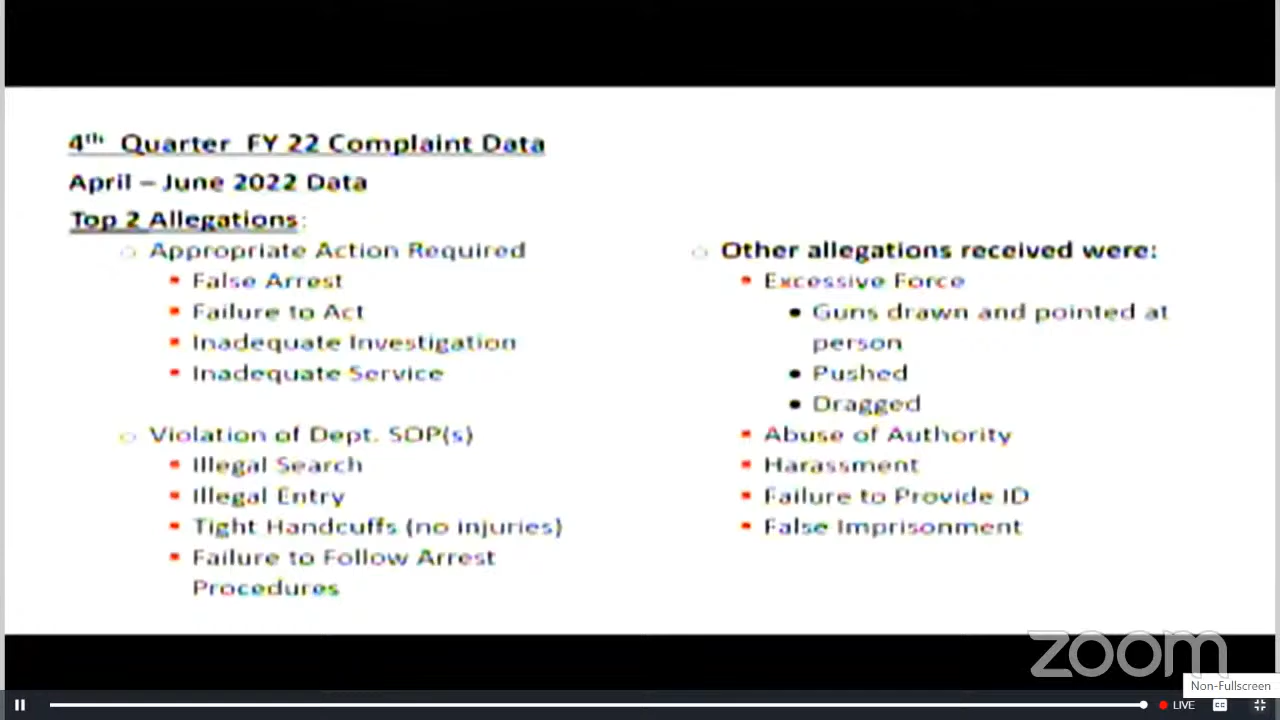 4th Quarter FY 22 Complaint Data
April – June 2022 Data
Top 2 Allegations:
Appropriate Action Required
False Arrest
Failure to Act
Inadequate Investigation
Inadequate Service
Violation of Dept. SOP(s)
Illegal Search
Illegal Entry
Tight Handcuffs (no injuries)
Failure to Follow Arrest
Procedures
Other allegations received were:
Excessive Force
Guns drawn and pointed at
person
Pushed
Dragged
Abuse of Authority
Harassment
Failure to Provide ID
False Imprisonment
zoom
Non-Fullscreen
LIVE
CC